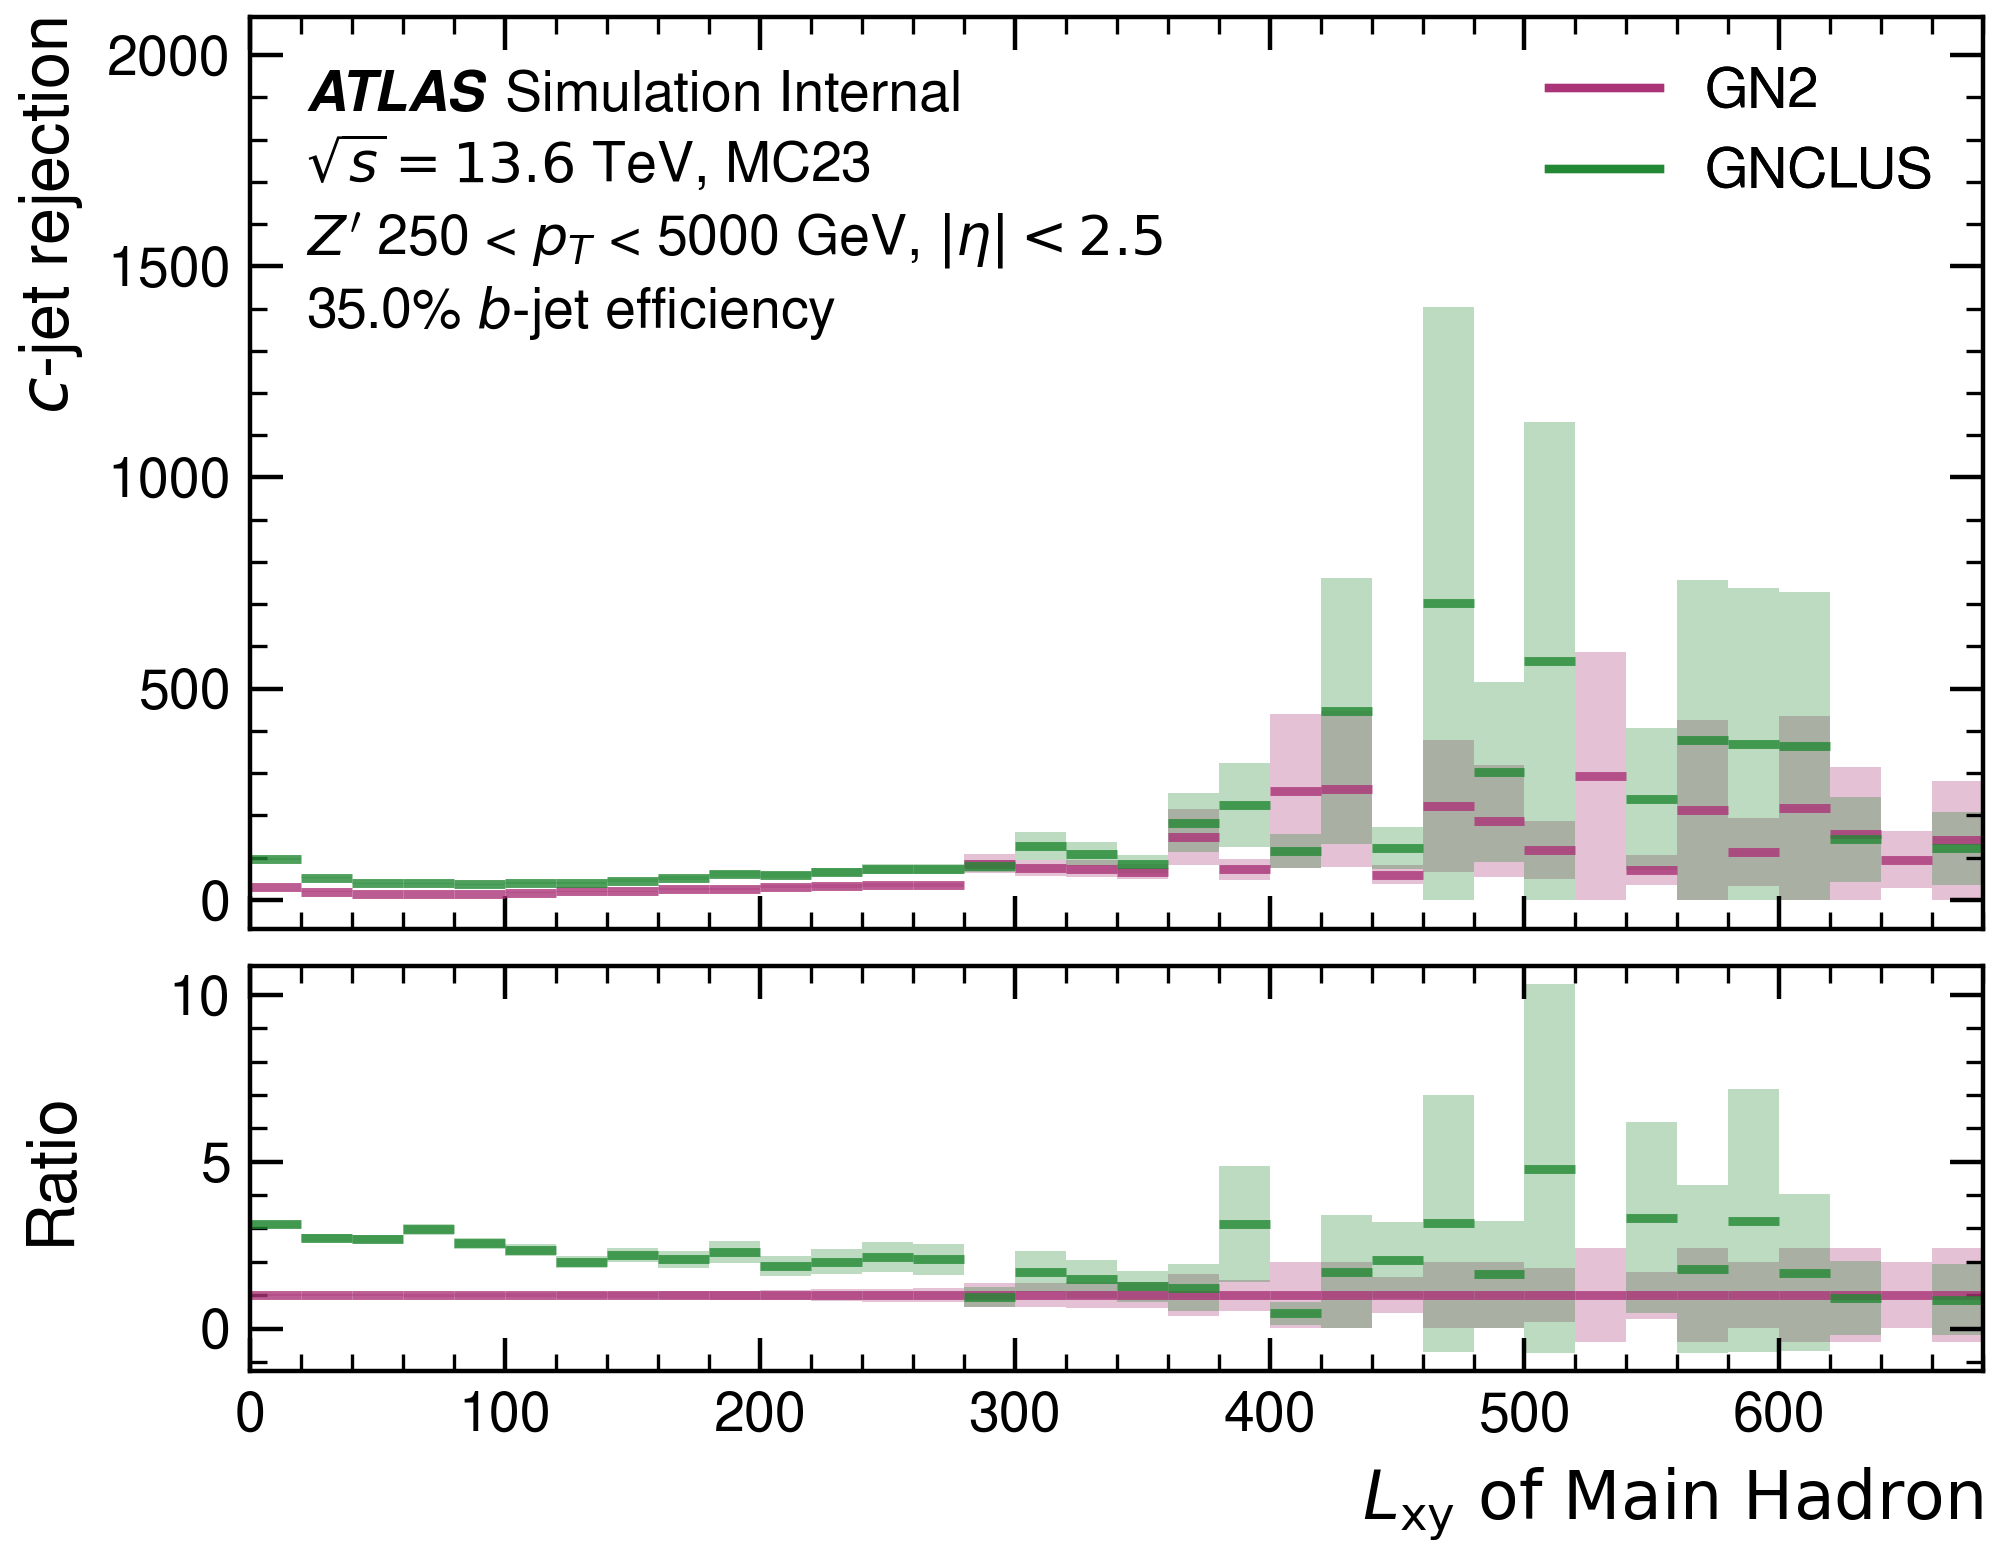 c-jet rejection
2000
1500
1000
500
0
ATLAS Simulation Internal
√s = 13.6 TeV, MC23
Z′ 250 < pT < 5000 GeV, |η| < 2.5
35.0% b-jet efficiency
GN2
GNCLUS
Ratio
10
5
0
0 100 200 300 400 500 600
Lxy of Main Hadron